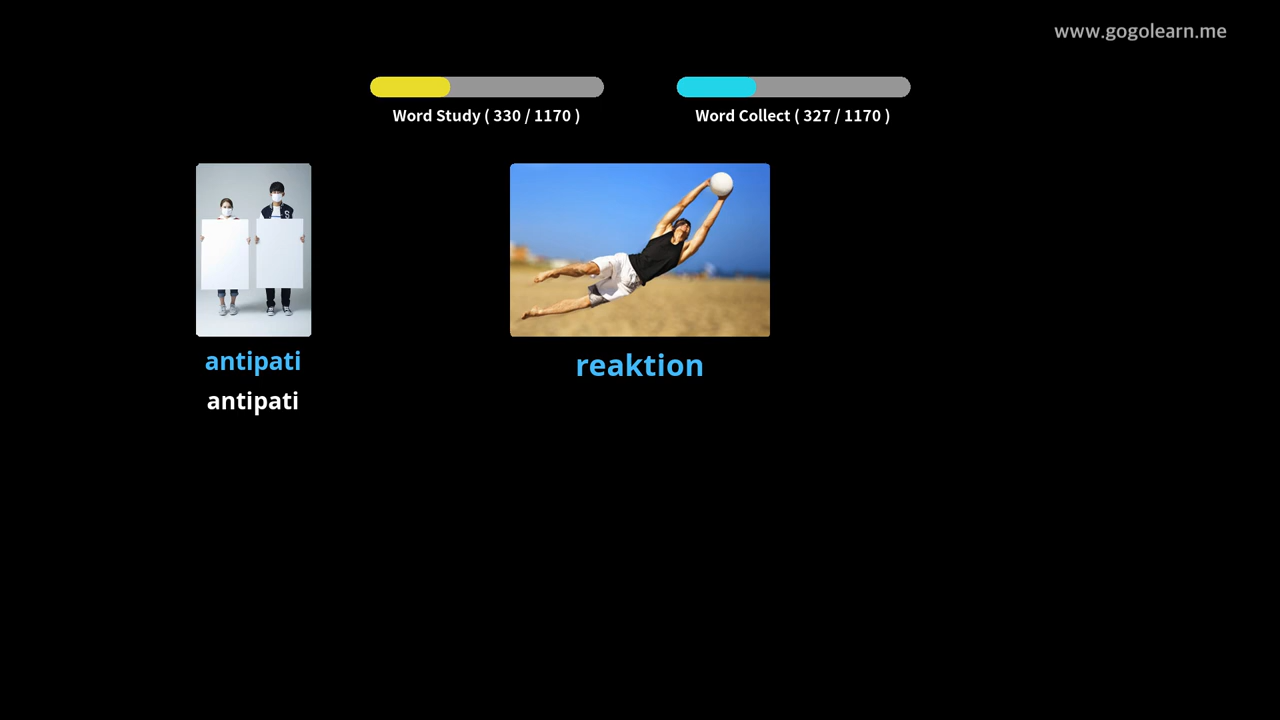 www.gogolearn.me
Word Study ( 330 / 1170 )
Word Collect ( 327 / 1170 )
antipati
antipati
reaktion